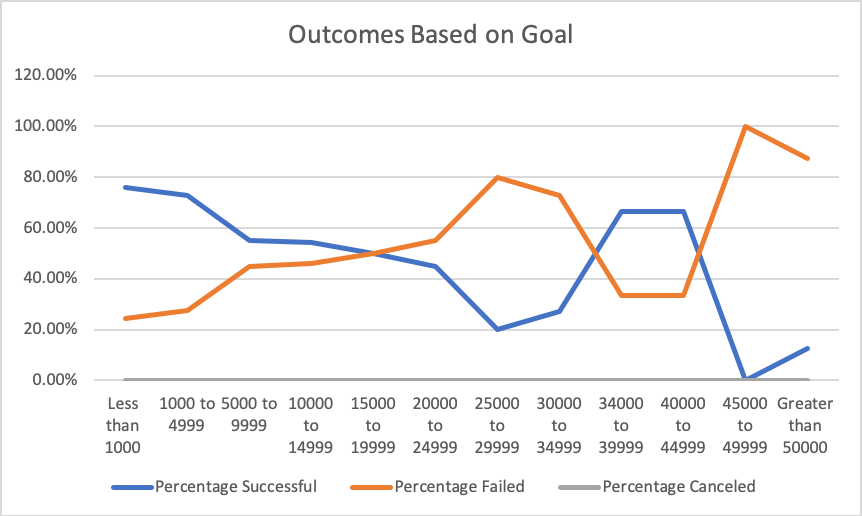 Outcomes Based on Goal
120.00%
100.00%
80.00%
60.00%
40.00%
20.00%
0.00%
Less than 1000
1000 to 4999
5000 to 9999
10000 to 14999
15000 to 19999
20000 to 24999
25000 to 29999
30000 to 34999
34000 to 39999
40000 to 44999
45000 to 49999
Greater than 50000
Percentage Successful
Percentage Failed
Percentage Canceled